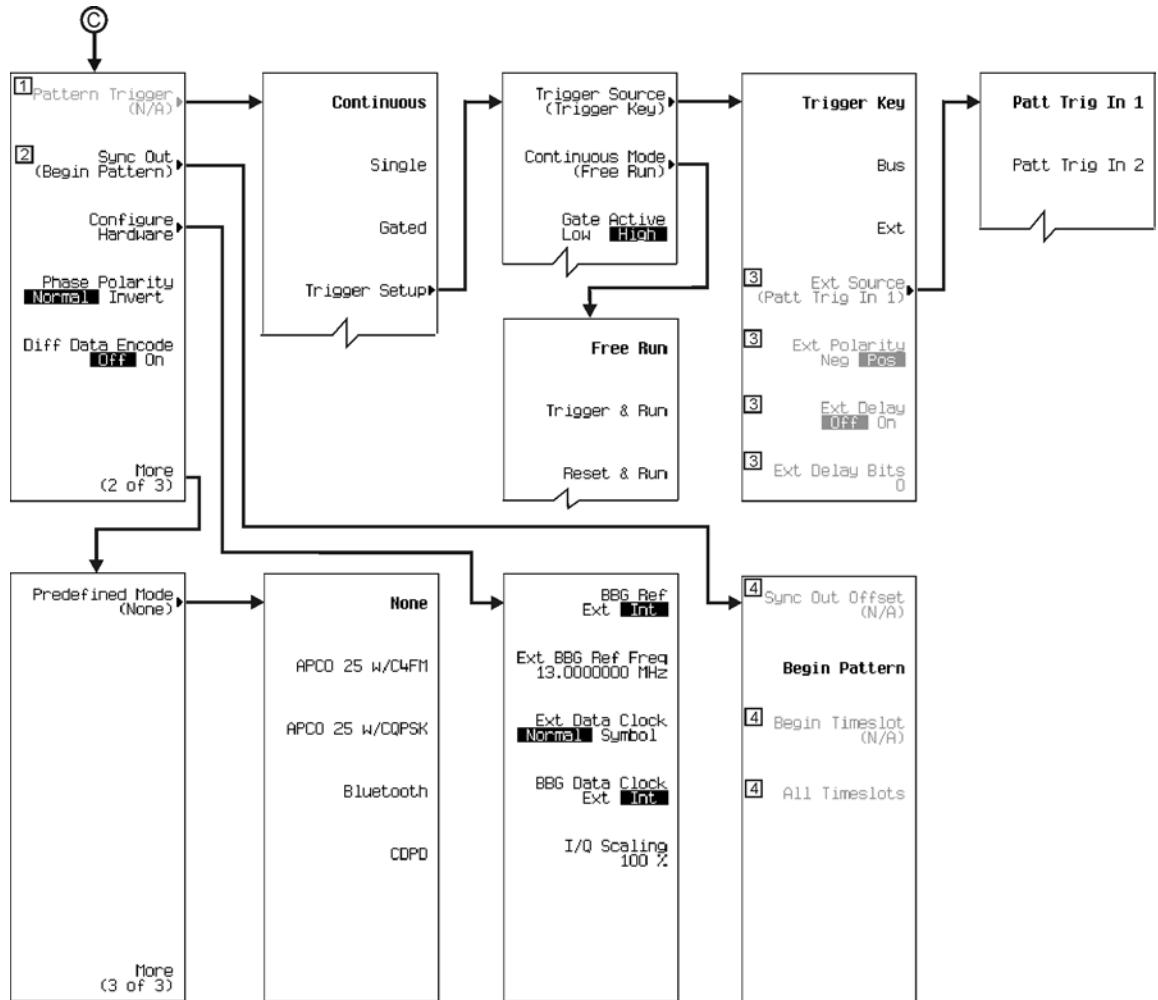 C
1 Pattern Trigger
(N/A)
2 Sync Out
(Begin Pattern)
Configure
Hardware
Phase Polarity
Normal Invert
Diff Data Encode
Off On
More
(2 of 3)
Continuous
Single
Gated
Trigger Setup
Trigger Source
(Trigger Key)
Continuous Mode
(Free Run)
Gate Active
Low High
Free Run
Trigger & Run
Reset & Run
Trigger Key
Bus
Ext
3 Ext Source
(Patt Trig In 1)
3 Ext Polarity
Neg Pos
3 Ext Delay
Off On
3 Ext Delay Bits
0
Patt Trig In 1
Patt Trig In 2
Predefined Mode
(None)
More
(3 of 3)
None
APCO 25 w/C4FM
APCO 25 w/CQPSK
Bluetooth
CDPD
BBG Ref
Ext Int
Ext BBG Ref Freq
13.0000000 MHz
Ext Data Clock
Normal Symbol
BBG Data Clock
Ext Int
I/Q Scaling
100 %
4 Sync Out Offset
(N/A)
Begin Pattern
4 Begin Timeslot
(N/A)
4 All Timeslots